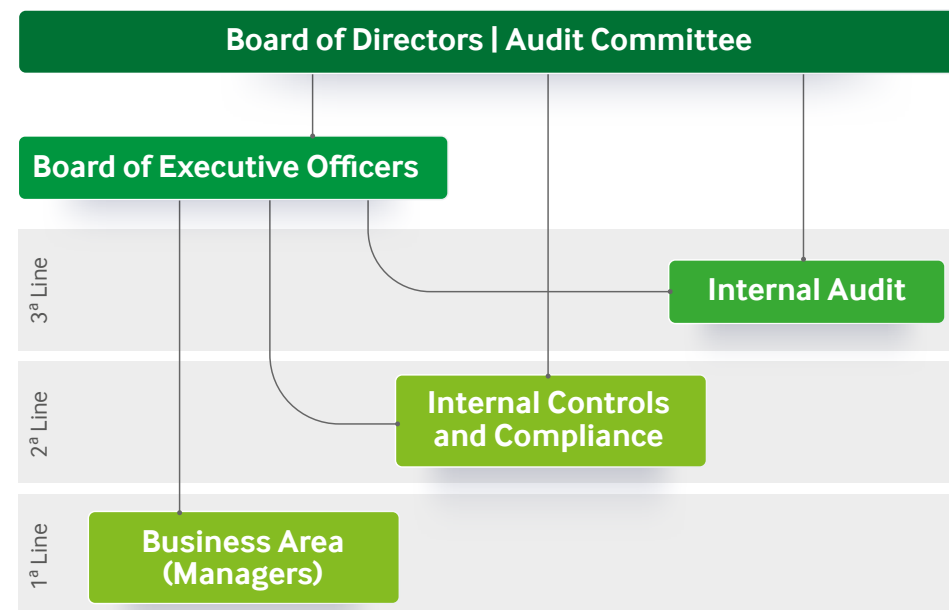 Board of Directors | Audit Committee
Board of Executive Officers
3ª Line
Internal Audit
2ª Line
Internal Controls
and Compliance
1ª Line
Business Area
(Managers)